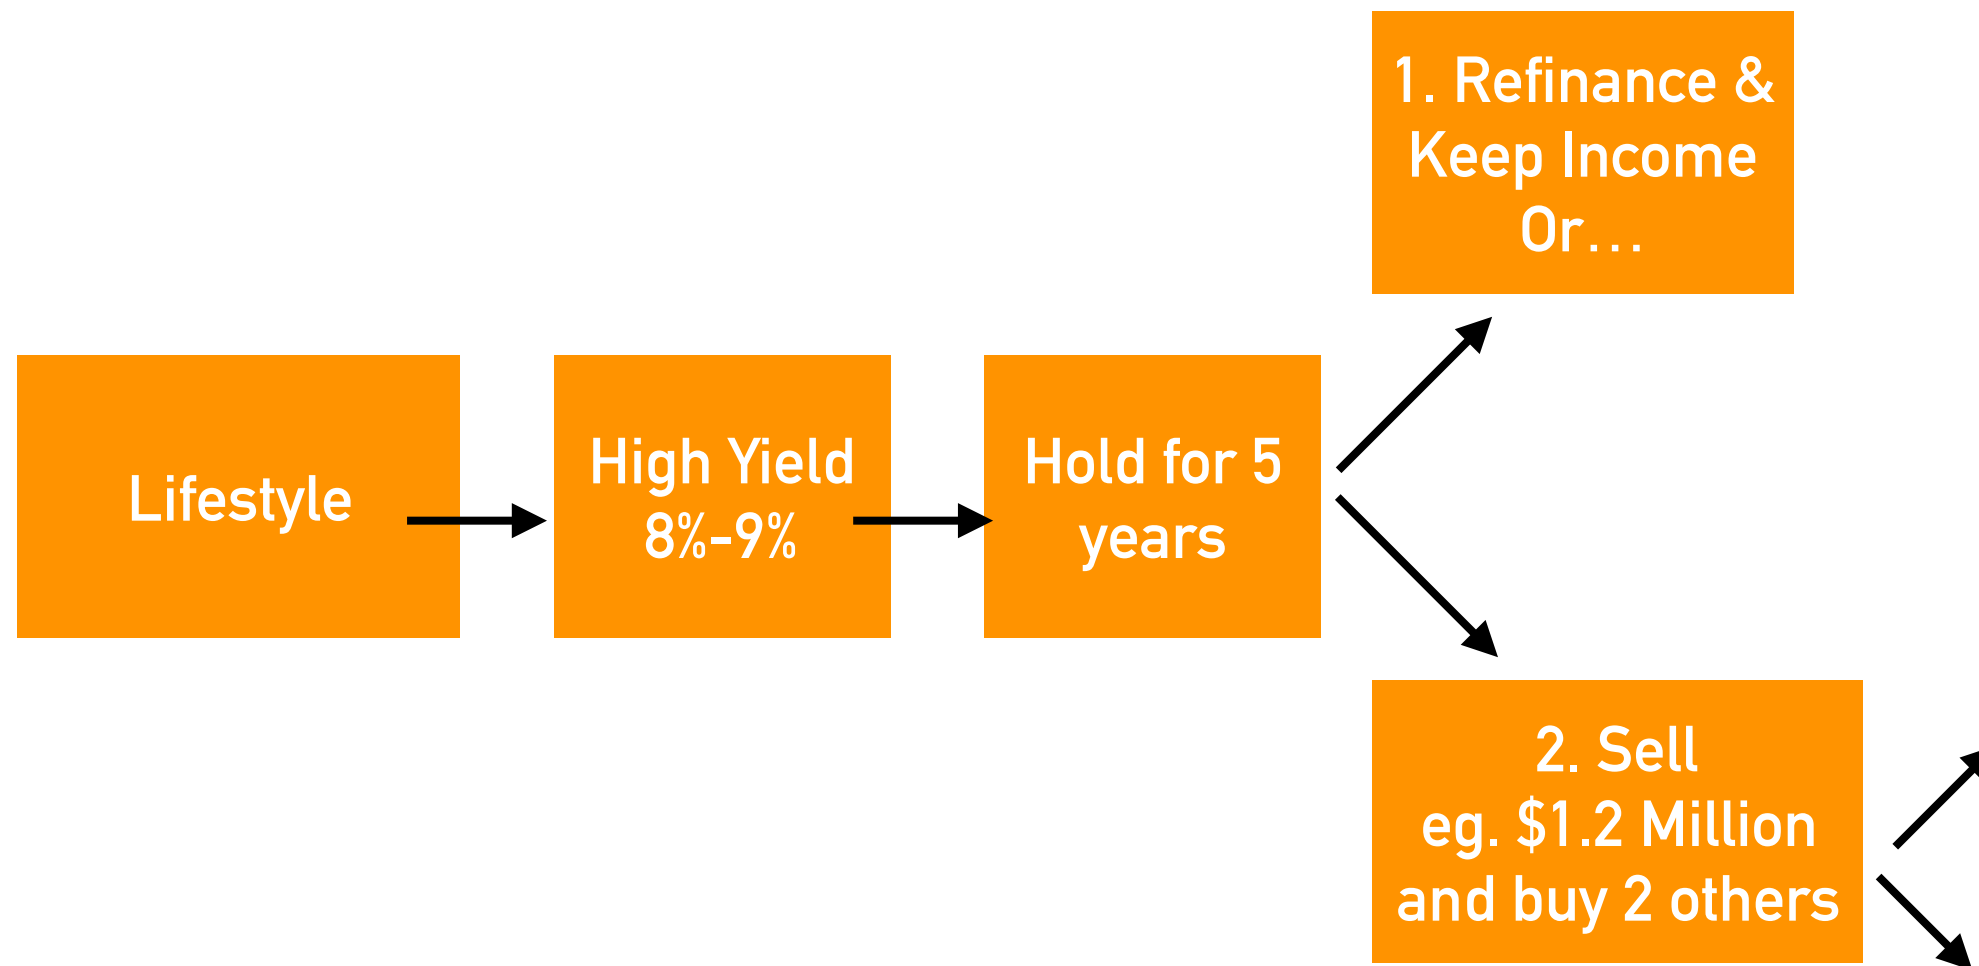 1. Refinance &
Keep Income
Or...
Lifestyle
High Yield
8%-9%
Hold for 5
years
2. Sell
eg. $1.2 Million
and buy 2 others